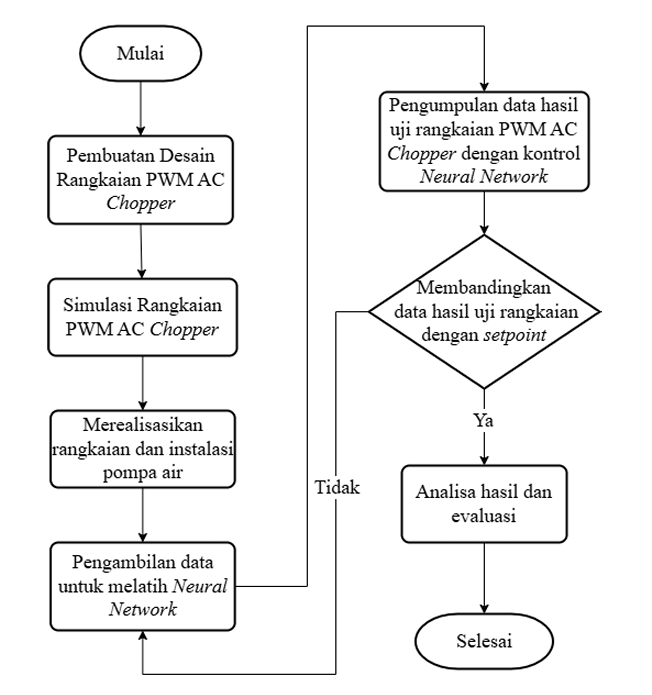 Mulai
Pembuatan Desain
Rangkaian PWM AC
Chopper
Simulasi Rangkaian
PWM AC Chopper
Merealisasikan
rangkaian dan instalasi
pompa air
Pengambilan data
untuk melatih Neural
Network
Pengumpulan data hasil
uji rangkaian PWM AC
Chopper dengan kontrol
Neural Network
Membandingkan
data hasil uji rangkaian
dengan setpoint
Tidak
Ya
Analisa hasil dan
evaluasi
Selesai